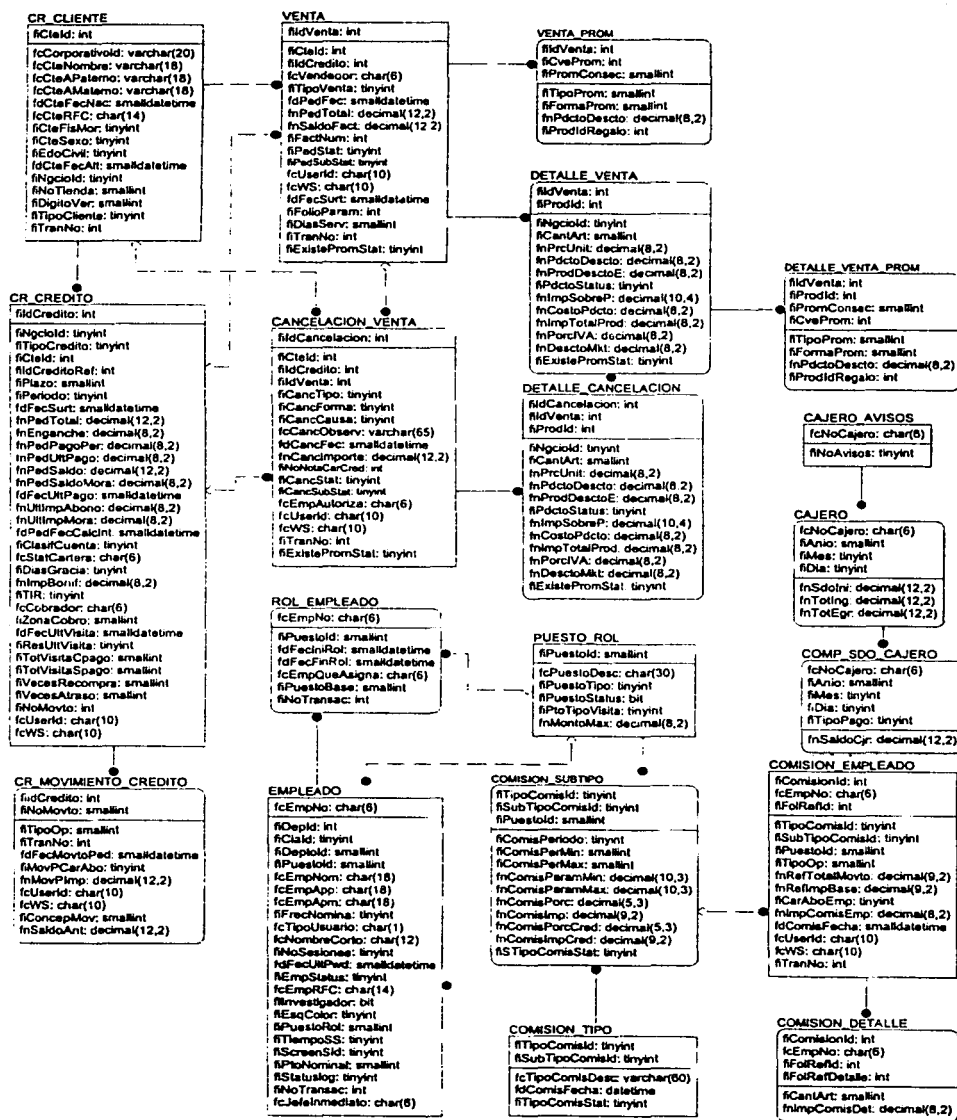 CR_CLIENTE
fiCteId: int
fcCorporativoId: varchar(20)
fcCteNombre: varchar(18)
fcCteAPaterno: varchar(18)
fcCteAMaterno: varchar(18)
fdCteFecNac: smalldatetime
fcCteRFC: char(14)
fiCteFisMor: tinyint
fiCteSexo: tinyint
fiEdoCivil: tinyint
fdCteFecAlt: smalldatetime
fiNgcioId: tinyint
fiNoTienda: smallint
fiDigitoVer: smallint
fiTipoCliente: tinyint
fiTranNo: int
VENTA
fiIdVenta: int
fiCteId: int
fiIdCredito: int
fcVendedor: char(6)
fiTipoVenta: tinyint
fdPedFec: smalldatetime
fnPedTotal: decimal(12,2)
fnSaldoFact: decimal(12 2)
fiFactNum: int
fiPedStat: tinyint
fiPedSubStat: tinyint
fcUserId: char(10)
fcWS: char(10)
fdFecSurt: smalldatetime
fiFolioParam: int
fiDiasServ: smallint
fiTranNo: int
fiExistePromStat: tinyint
VENTA_PROM
fiIdVenta: int
fiCveProm: int
fiPromConsec: smallint
fiTipoProm: smallint
fiFormaProm: smallint
fnPdctoDescto: decimal(8,2)
fiProdIdRegalo: int
DETALLE_VENTA
fiIdVenta: int
fiProdId: int
fiNgcioId: tinyint
fiCantArt: smallint
fnPrcUnit: decimal(8,2)
fnPdctoDescto: decimal(8,2)
fnProdDesctoE: decimal(8,2)
fiPdctoStatus: tinyint
fnImpSobreP: decimal(10,4)
fnCostoPdcto: decimal(8,2)
fnImpTotalProd: decimal(8,2)
fnPorcIVA: decimal(8,2)
fnDesctoMkt: decimal(8,2)
fiExistePromStat: tinyint
DETALLE_VENTA_PROM
fiIdVenta: int
fiProdId: int
fiPromConsec: smallint
fiCveProm: int
fiTipoProm: smallint
fiFormaProm: smallint
fnPdctoDescto: decimal(8,2)
fiProdIdRegalo: int
CR_CREDITO
fiIdCredito: int
fiNgcioId: tinyint
fiTipoCredito: tinyint
fiCteId: int
fiIdCreditoRef: int
fiPlazo: smallint
fiPeriodo: tinyint
fdFecSurt: smalldatetime
fnPedTotal: decimal(12,2)
fnEnganche: decimal(8,2)
fnPedPagoPer: decimal(8,2)
fnPedUltPago: decimal(8,2)
fnPedSaldo: decimal(12,2)
fnPedSaldoMora: decimal(8,2)
fdFecUltPago: smalldatetime
fnUltImpAbono: decimal(8,2)
fnUltImpMora: decimal(8,2)
fdPedFecCalcInt: smalldatetime
fiClasifCuenta: tinyint
fcStatCartera: char(6)
fiDiasGracia: tinyint
fnImpBonif: decimal(8,2)
fiTIR: tinyint
fcCobrador: char(6)
fiZonaCobro: smallint
fdFecUltVisita: smalldatetime
fiResUltVisita: tinyint
fiTotVisitaCpago: smallint
fiTotVisitaSpago: smallint
fiVecesRecompra: smallint
fiVecesAtraso: smallint
fiNoMovto: int
fcUserId: char(10)
fcWS: char(10)
CANCELACION_VENTA
fiIdCancelacion: int
fiCteId: int
fiIdCredito: int
fiIdVenta: int
fiCancTipo: tinyint
fiCancForma: tinyint
fiCancCausa: tinyint
fcCancObserv: varchar(65)
fdCancFec: smalldatetime
fnCancImporte: decimal(12,2)
fiNoNotaCarCred: int
fiCancStat: tinyint
fiCancSubStat: tinyint
fcEmpAutoriza: char(6)
fcUserId: char(10)
fcWS: char(10)
fiTranNo: int
fiExistePromStat: tinyint
DETALLE_CANCELACION
fiIdCancelacion: int
fiIdVenta: int
fiProdId: int
fiNgcioId: tinyint
fiCantArt: smallint
fnPrcUnit: decimal(8,2)
fnPdctoDescto: decimal(8,2)
fnProdDesctoE: decimal(8,2)
fiPdctoStatus: tinyint
fnImpSobreP: decimal(10,4)
fnCostoPdcto: decimal(8,2)
fnImpTotalProd: decimal(8,2)
fnPorcIVA: decimal(8,2)
fnDesctoMkt: decimal(8,2)
fiExistePromStat: tinyint
CAJERO_AVISOS
fcNoCajero: char(6)
fiNoAvisos: tinyint
CAJERO
fcNoCajero: char(6)
fiAnio: smallint
fiMes: tinyint
fiDia: tinyint
fnSdoIni: decimal(12,2)
fnTotIng: decimal(12,2)
fnTotEgr: decimal(12,2)
COMP_SDO_CAJERO
fcNoCajero: char(6)
fiAnio: smallint
fiMes: tinyint
fiDia: tinyint
fiTipoPago: tinyint
fnSaldoCjr: decimal(12,2)
ROL_EMPLEADO
fcEmpNo: char(6)
fiPuestoId: smallint
fdFecIniRol: smalldatetime
fdFecFinRol: smalldatetime
fcEmpQueAsigna: char(6)
fiPuestoBase: smallint
fiNoTransac: int
PUESTO_ROL
fiPuestoId: smallint
fcPuestoDesc: char(30)
fiPuestoTipo: tinyint
fiPuestoStatus: bit
fiPtoTipoVisita: tinyint
fnMontoMax: decimal(8,2)
CR_MOVIMIENTO_CREDITO
fiIdCredito: int
fiNoMovto: smallint
fiTipoOp: smallint
fiTranNo: int
fdFecMovtoPed: smalldatetime
fiMovPCarAbo: tinyint
fnMovPImp: decimal(12,2)
fcUserId: char(10)
fcWS: char(10)
fiConcepMov: smallint
fnSaldoAnt: decimal(12,2)
EMPLEADO
fcEmpNo: char(6)
fiDepId: int
fiCiaId: tinyint
fiDeptoId: smallint
fiPuestoId: smallint
fcEmpNom: char(18)
fcEmpApp: char(18)
fcEmpApm: char(18)
fiFrecNomina: tinyint
fcTipoUsuario: char(1)
fcNombreCorto: char(12)
fiNoSesiones: tinyint
fdFecUltPwd: smalldatetime
fiEmpStatus: tinyint
fcEmpRFC: char(14)
fiInvestigador: bit
fiEsqColor: tinyint
fiPuestoRol: smallint
fiTiempoSS: tinyint
fiScreenSId: tinyint
fiPtoNominal: smallint
fiStatuslog: tinyint
fiNoTransac: int
fcJefeInmediato: char(6)
COMISION_SUBTIPO
fiTipoComisId: tinyint
fiSubTipoComisId: tinyint
fiPuestoId: smallint
fiComisPeriodo: tinyint
fiComisPerMin: smallint
fiComisPerMax: smallint
fnComisParamMin: decimal(10,3)
fnComisParamMax: decimal(10,3)
fnComisPorc: decimal(5,3)
fnComisImp: decimal(9,2)
fnComisPorcCred: decimal(5,3)
fnComisImpCred: decimal(9,2)
fiSTipoComisStat: tinyint
COMISION_EMPLEADO
fiComisionId: int
fcEmpNo: char(6)
fiFolRefId: int
fiTipoComisId: tinyint
fiSubTipoComisId: tinyint
fiPuestoId: smallint
fiTipoOp: smallint
fnRefTotalMovto: decimal(9,2)
fnRefImpBase: decimal(9,2)
fiCarAboEmp: tinyint
fnImpComisEmp: decimal(8,2)
fdComisFecha: smalldatetime
fcUserId: char(10)
fcWS: char(10)
fiTranNo: int
COMISION_TIPO
fiTipoComisId: tinyint
fiSubTipoComisId: tinyint
fcTipoComisDesc: varchar(60)
fdComisFecha: datetime
fiTipoComisStat: tinyint
COMISION_DETALLE
fiComisionId: int
fcEmpNo: char(6)
fiFolRefId: int
fiFolRefDetalle: int
fiCantArt: smallint
fnImpComisDet: decimal(8,2)